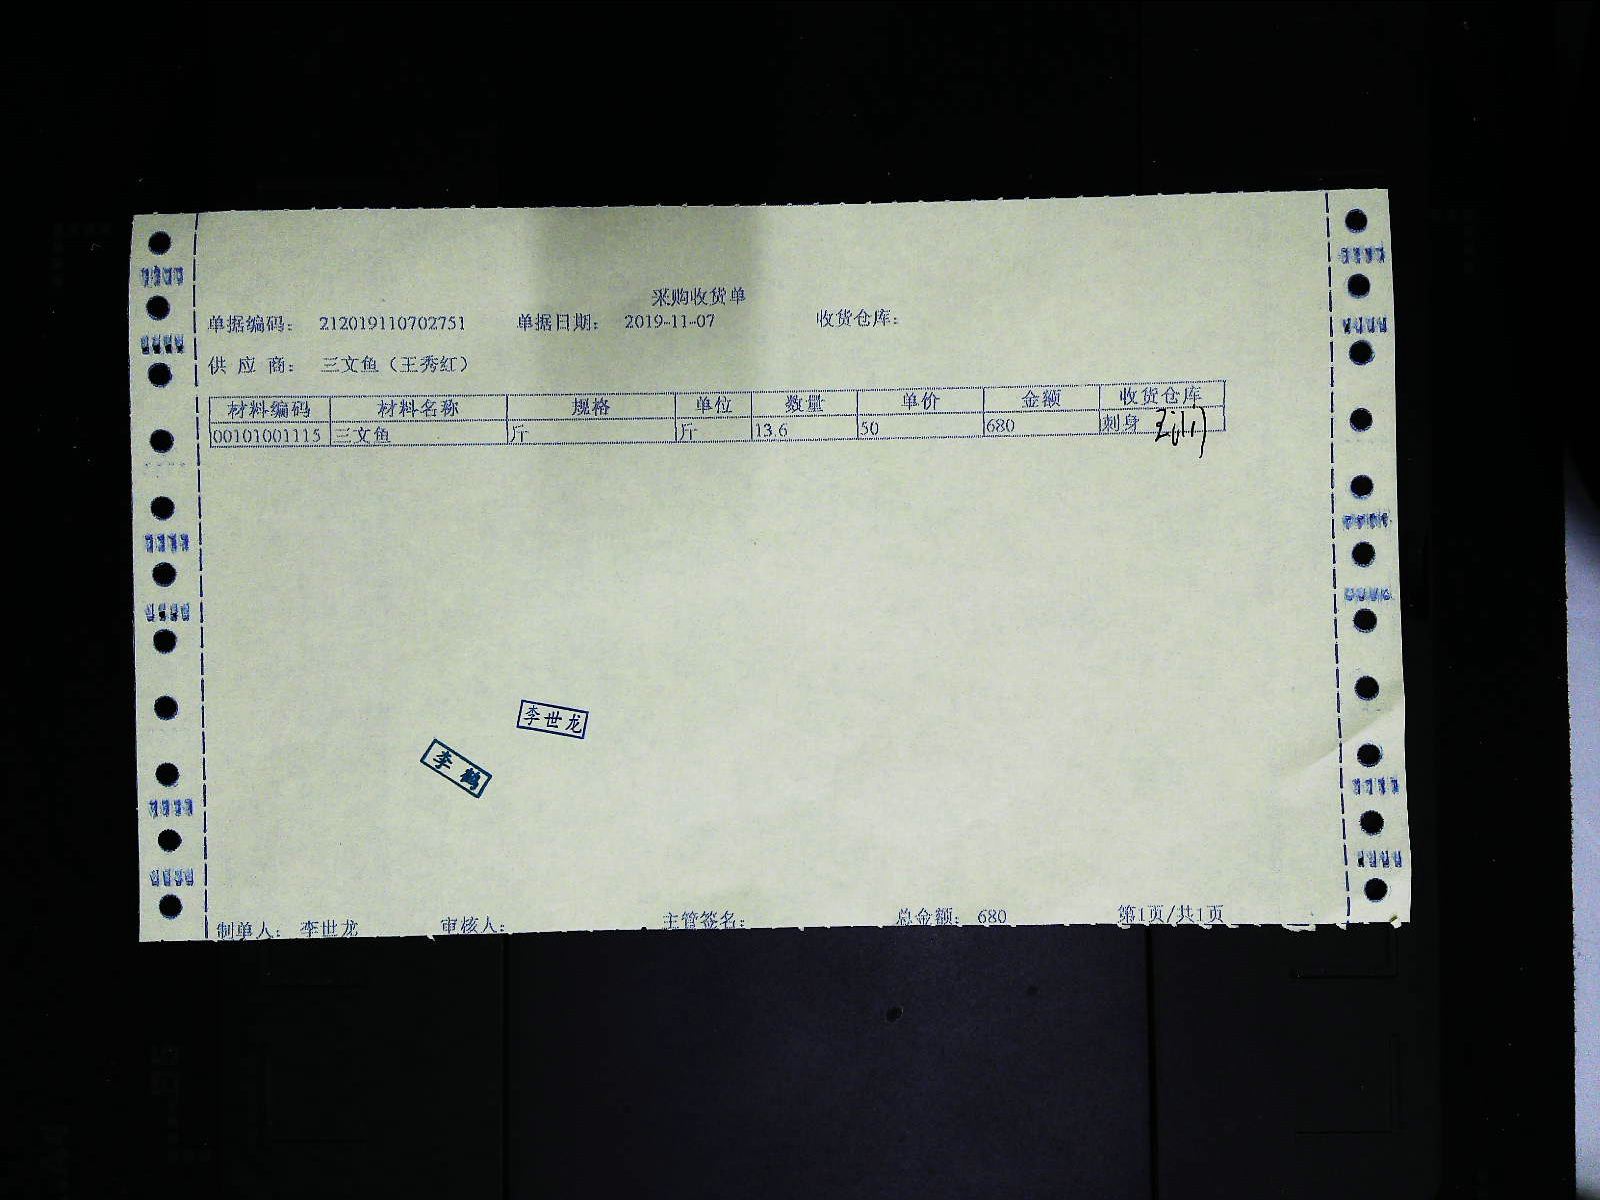 采购收货单
单据编码： 212019110702751 单据日期： 2019-11-07 收货仓库：
供 应 商： 三文鱼（王秀红）
材料编码 材料名称 规格 单位 数量 单价 金额 收货仓库
00101001115 三文鱼 斤 斤 13.6 50 680 刺身
李世龙
李鹤
制单人： 李世龙 审核人： 主管签名： 总金额： 680 第1页/共1页